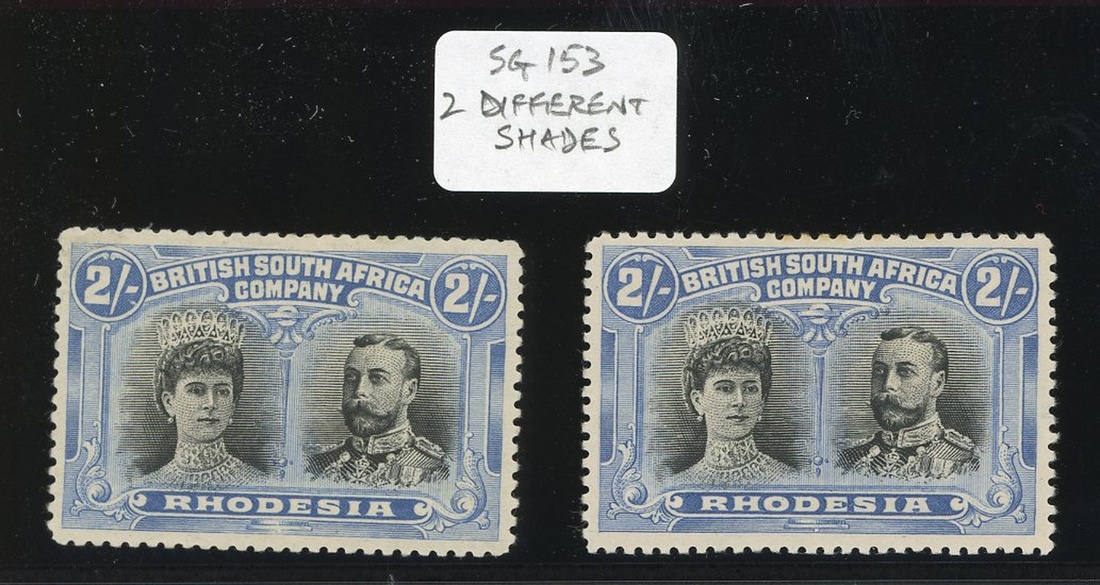 SG 153
2 DIFFERENT
SHADES
2/-
BRITISH SOUTH AFRICA
COMPANY
2/-
RHODESIA
2/-
BRITISH SOUTH AFRICA
COMPANY
2/-
RHODESIA